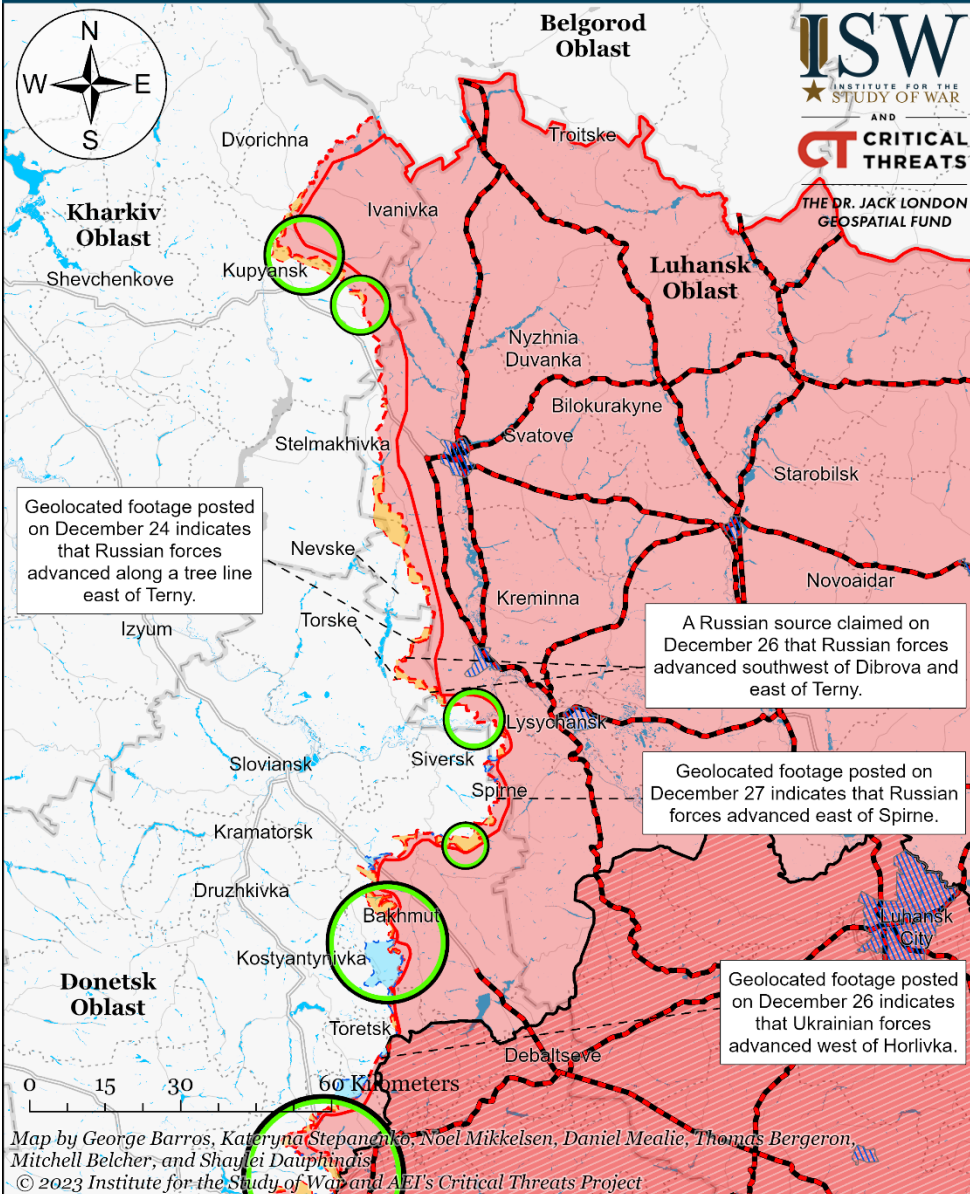 Belgorod
Oblast
ISW
INSTITUTE FOR THE
STUDY OF WAR
AND
CT CRITICAL
THREATS
THE DR. JACK LONDON
GEOSPATIAL FUND
N
W
E
S
Dvorichna
Troitske
Kharkiv
Oblast
Ivanivka
Shevchenkove
Kupyansk
Luhansk
Oblast
Nyzhnia
Duvanka
Bilokurakyne
Stelmakhivka
Svatove
Starobilsk
Geolocated footage posted
on December 24 indicates
that Russian forces
advanced along a tree line
east of Terny.
Nevske
Novoaidar
Kreminna
Izyum
Torske
A Russian source claimed on
December 26 that Russian forces
advanced southwest of Dibrova and
east of Terny.
Lysychansk
Siversk
Sloviansk
Spirne
Geolocated footage posted on
December 27 indicates that Russian
forces advanced east of Spirne.
Kramatorsk
Druzhkivka
Bakhmut
Luhansk
City
Kostyantynivka
Donetsk
Oblast
Geolocated footage posted
on December 26 indicates
that Ukrainian forces
advanced west of Horlivka.
Toretsk
Debaltseve
0 15 30 60 Kilometers
Map by George Barros, Kateryna Stepanenko, Noel Mikkelsen, Daniel Mealie, Thomas Bergeron,
Mitchell Belcher, and Shaylei Dauphinais
© 2023 Institute for the Study of War and AEI's Critical Threats Project